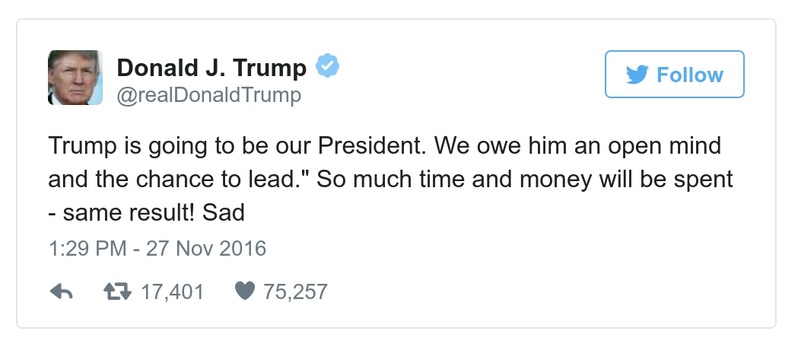 Donald J. Trump
@realDonaldTrump
Follow
Trump is going to be our President. We owe him an open mind
and the chance to lead." So much time and money will be spent
- same result! Sad
1:29 PM - 27 Nov 2016
17,401 75,257